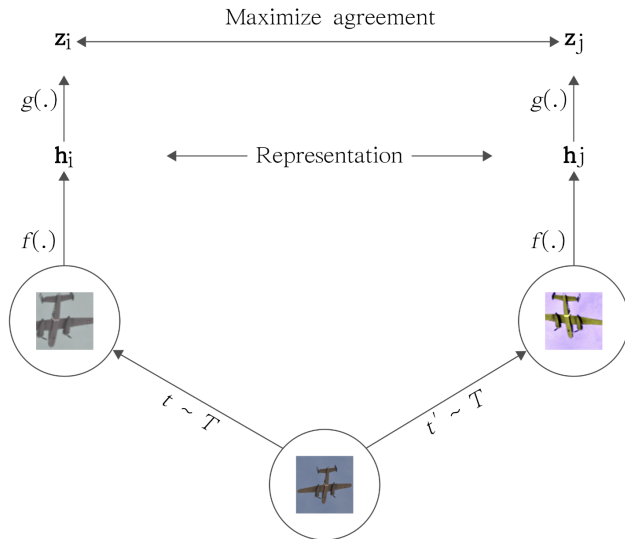 Maximize agreement
zi zj
g(.) g(.)
hi Representation hj
f(.) f(.)
t ~ T t' ~ T